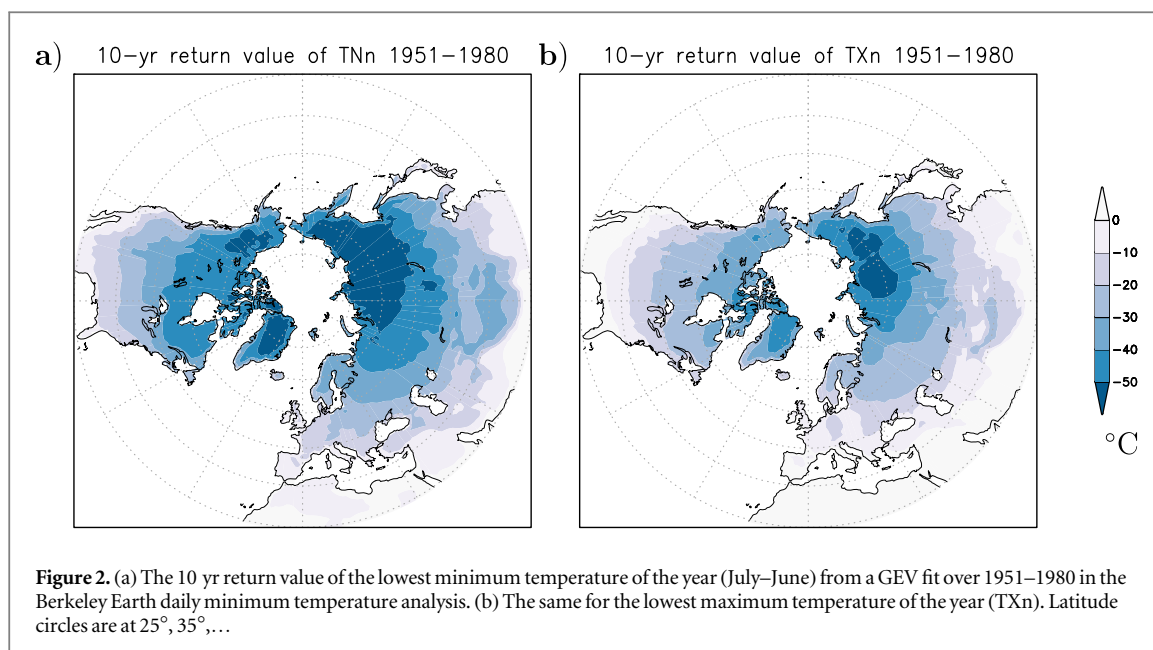 a) 10-yr return value of TNn 1951-1980
b) 10-yr return value of TXn 1951-1980
0
-10
-20
-30
-40
-50
°C
Figure 2. (a) The 10 yr return value of the lowest minimum temperature of the year (July–June) from a GEV fit over 1951–1980 in the
Berkeley Earth daily minimum temperature analysis. (b) The same for the lowest maximum temperature of the year (TXn). Latitude
circles are at 25°, 35°,…